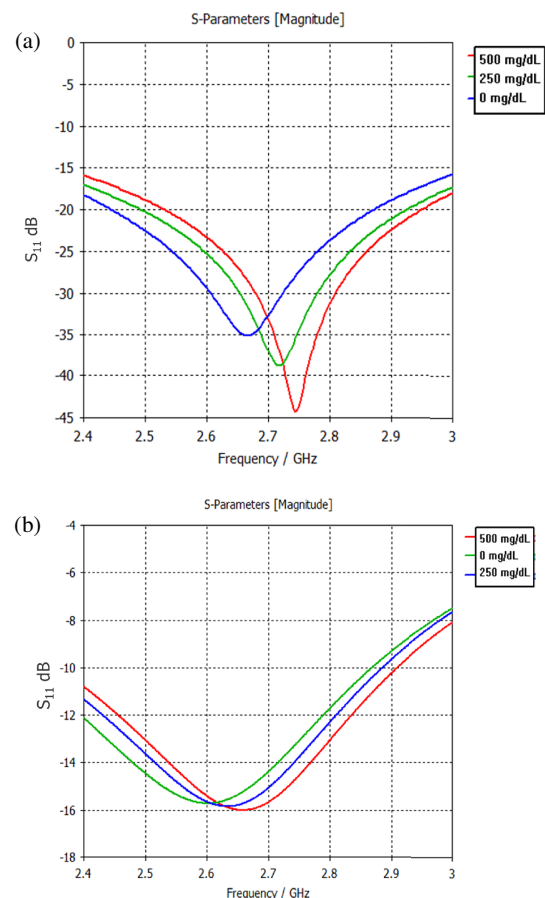 (a)
S-Parameters [Magnitude]
0
-5
-10
-15
-20
-25
-30
-35
-40
-45
S11 dB
2.4 2.5 2.6 2.7 2.8 2.9 3
Frequency / GHz
500 mg/dL
250 mg/dL
0 mg/dL
(b)
S-Parameters [Magnitude]
-4
-6
-8
-10
-12
-14
-16
-18
S11 dB
2.4 2.5 2.6 2.7 2.8 2.9 3
Frequency / GHz
500 mg/dL
0 mg/dL
250 mg/dL